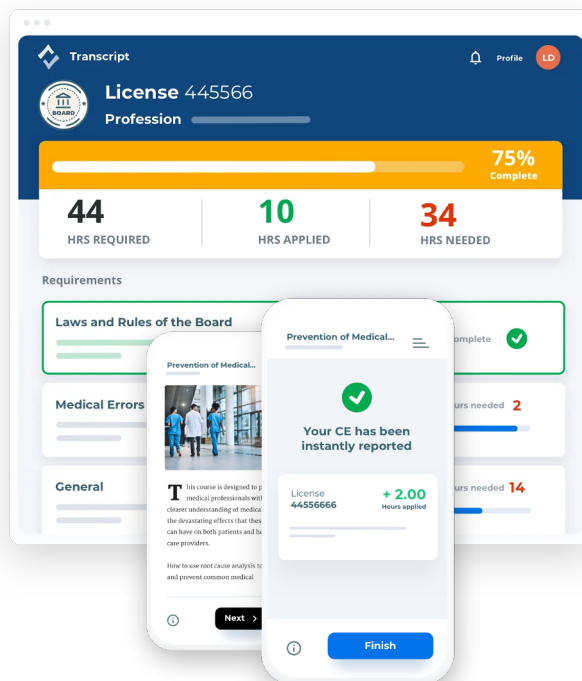 Transcript
Profile
LD
BOARD
License 445566
Profession
75%
Complete
44
HRS REQUIRED
10
HRS APPLIED
34
HRS NEEDED
Requirements
Laws and Rules of the Board
omplete
Medical Errors
urs needed 2
General
urs needed 14
Prevention of Medical...
This course is designed to p
medical professionals with
clearer understanding of medical
the devastating effects that thes
can have on both patients and he
care providers.
How to use root cause analysis to
and prevent common medical
Next >
Prevention of Medical...
Your CE has been
instantly reported
License
44556666
+ 2.00
Hours applied
Finish